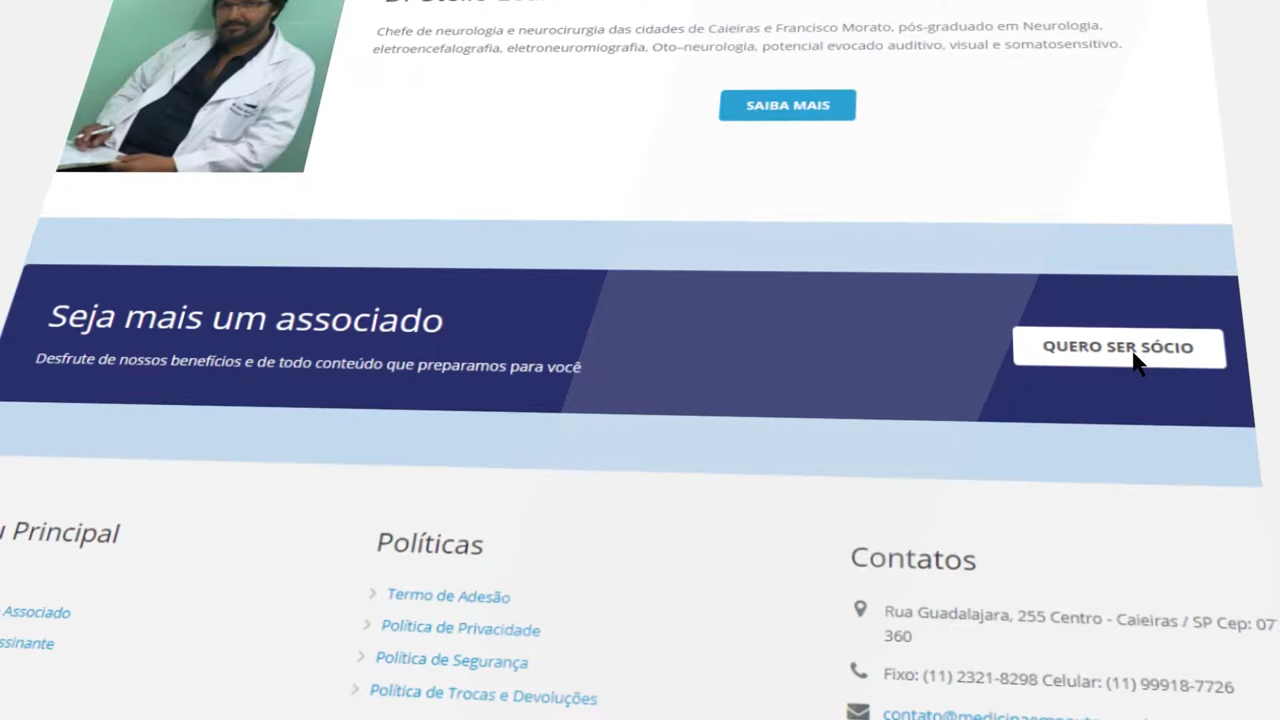 Chefe de neurologia e neurocirurgia das cidades de Caieiras e Francisco Morato, pós-graduado em Neurologia,
eletroencefalografia, eletroneuromiografia, Oto–neurologia, potencial evocado auditivo, visual e somatosensitivo.
SAIBA MAIS
Seja mais um associado
Desfrute de nossos benefícios e de todo conteúdo que preparamos para você
QUERO SER SÓCIO
Principal
Associado
Políticas
Termo de Adesão
Política de Privacidade
Política de Segurança
Política de Trocas e Devoluções
Contatos
Rua Guadalajara, 255 Centro - Caieiras / SP Cep: 07
360
Fixo: (11) 2321-8298 Celular: (11) 99918-7726